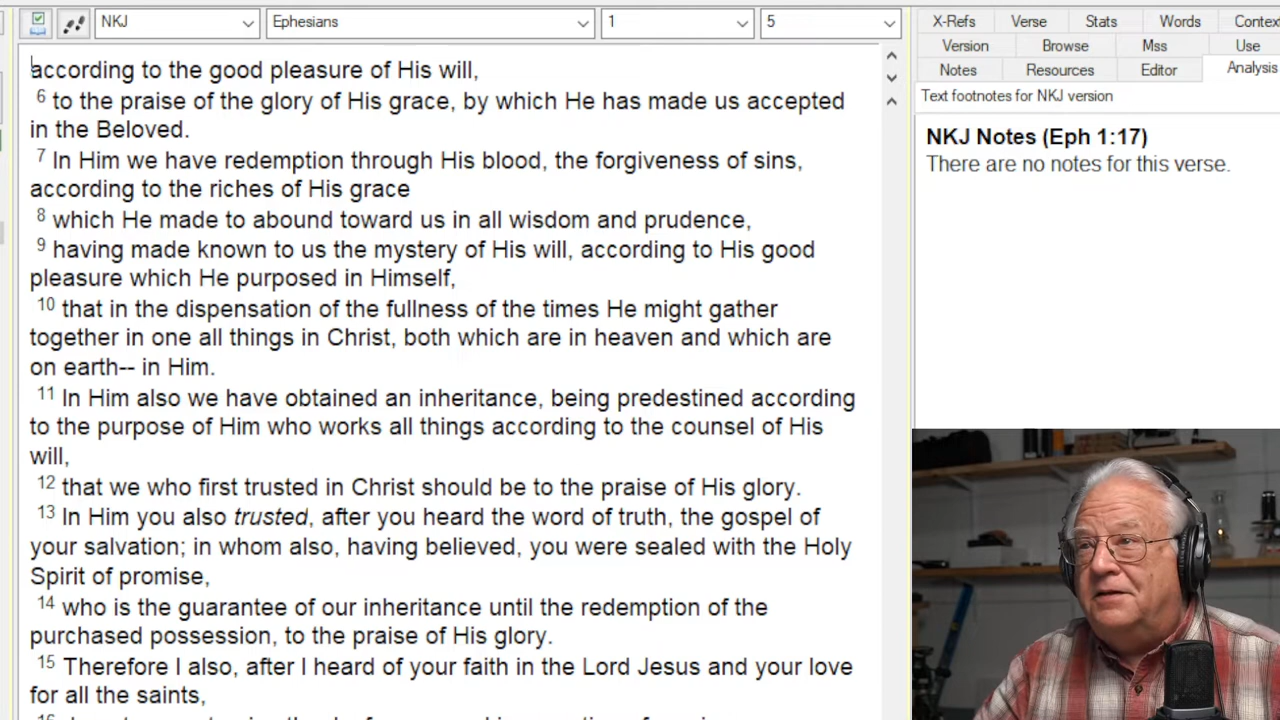 NKJ Ephesians 1 5
according to the good pleasure of His will,
6 to the praise of the glory of His grace, by which He has made us accepted
in the Beloved.
7 In Him we have redemption through His blood, the forgiveness of sins,
according to the riches of His grace
8 which He made to abound toward us in all wisdom and prudence,
9 having made known to us the mystery of His will, according to His good
pleasure which He purposed in Himself,
10 that in the dispensation of the fullness of the times He might gather
together in one all things in Christ, both which are in heaven and which are
on earth-- in Him.
11 In Him also we have obtained an inheritance, being predestined according
to the purpose of Him who works all things according to the counsel of His
will,
12 that we who first trusted in Christ should be to the praise of His glory.
13 In Him you also trusted, after you heard the word of truth, the gospel of
your salvation; in whom also, having believed, you were sealed with the Holy
Spirit of promise,
14 who is the guarantee of our inheritance until the redemption of the
purchased possession, to the praise of His glory.
15 Therefore I also, after I heard of your faith in the Lord Jesus and your love
for all the saints,
X-Refs Verse Stats Words Context
Version Browse Mss Use
Notes Resources Editor Analysis
Text footnotes for NKJ version
NKJ Notes (Eph 1:17)
There are no notes for this verse.